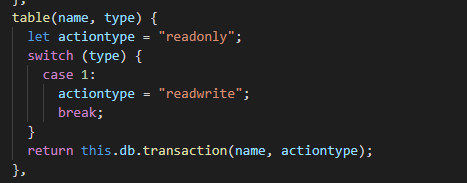 },
table(name, type) {
let actiontype = "readonly";
switch (type) {
case 1:
actiontype = "readwrite";
break;
}
return this.db.transaction(name, actiontype);
},